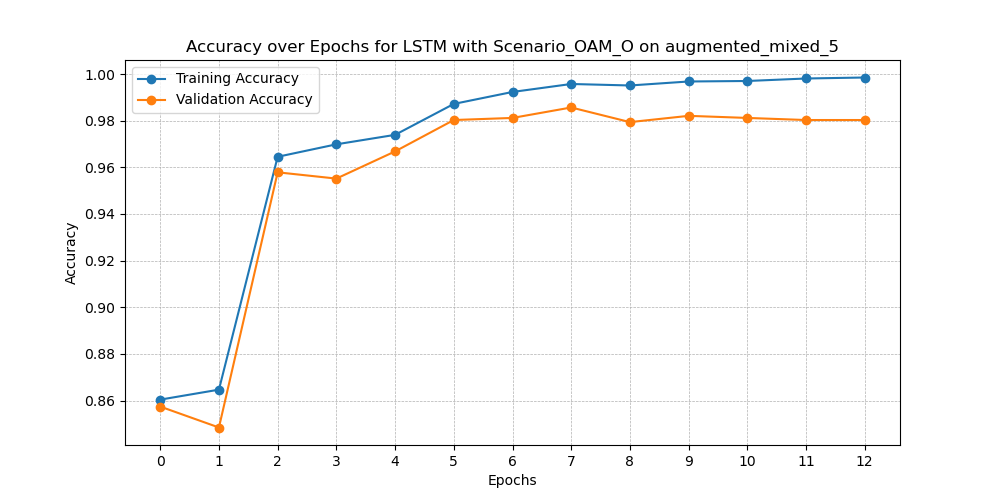 Accuracy over Epochs for LSTM with Scenario_OAM_O on augmented_mixed_5
Training Accuracy
Validation Accuracy
Accuracy
1.00
0.98
0.96
0.94
0.92
0.90
0.88
0.86
0 1 2 3 4 5 6 7 8 9 10 11 12
Epochs